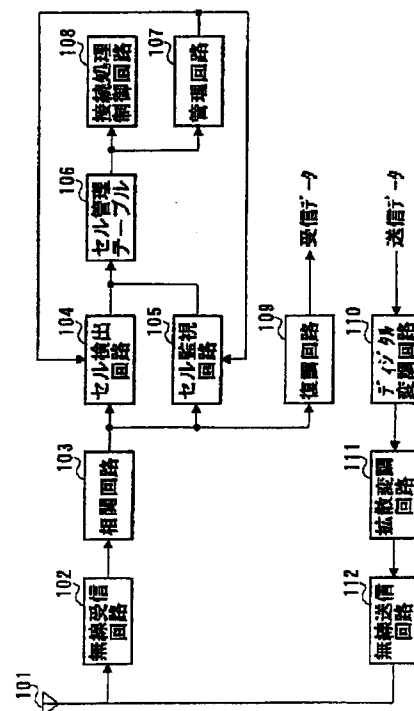 101
102
無線受信
回路
103
相関回路
104
セル検出
回路
105
セル監視
回路
106
セル管理
テーブル
108
接続処理
制御回路
107
管理回路
109
復調回路
受信データ
送信データ
110
ディジタル
変調回路
111
拡散変調
回路
112
無線送信
回路